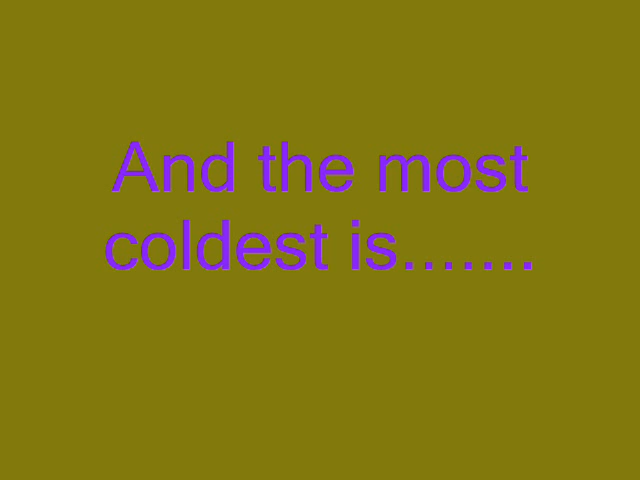 And the most
coldest is.......